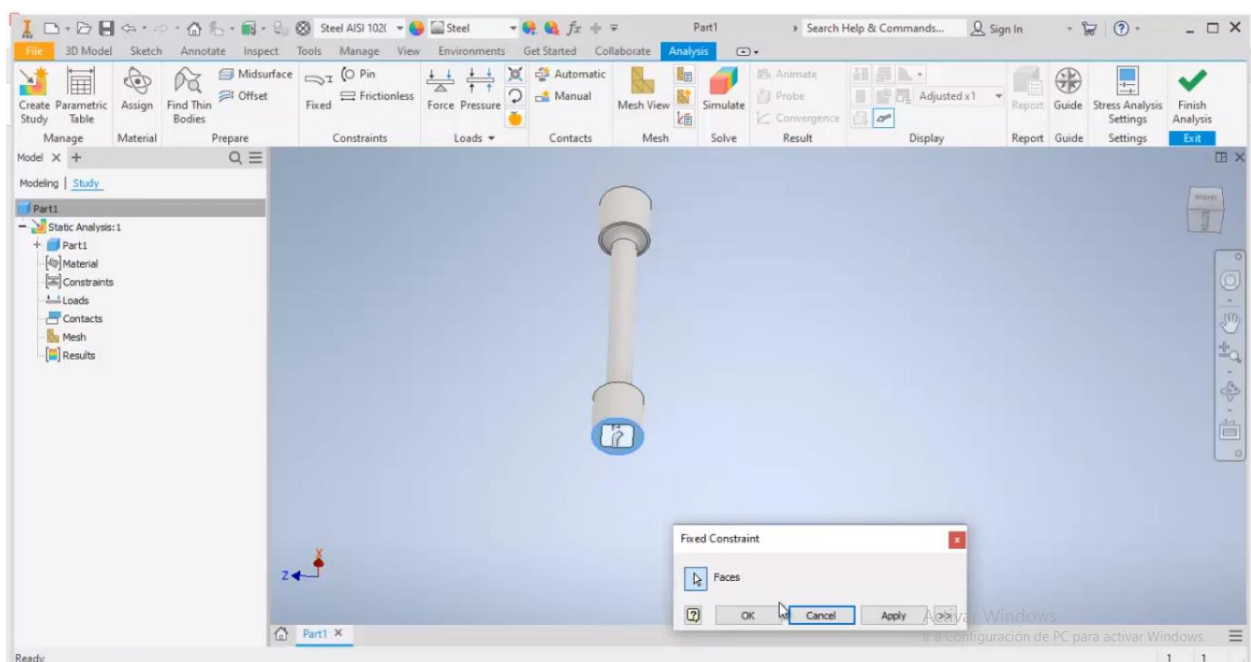 Steel AISI 102( Steel Part1 Search Help & Commands... Sign In
File 3D Model Sketch Annotate Inspect Tools Manage View Environments Get Started Collaborate Analysis
Midsurface Pin Automatic Animate
Offset Frictionless Manual Probe Adjusted x1
Create Parametric Assign Find Thin Fixed Force Pressure Mesh View Simulate Convergence Report Guide Stress Analysis Finish
Study Table Bodies Settings Analysis
Manage Material Prepare Constraints Loads Contacts Mesh Solve Result Display Report Guide Settings Exit
Model
Modeling Study
Part1
Static Analysis:1
Part1
Material
Constraints
Loads
Contacts
Mesh
Results
X
Z
Fixed Constraint
Faces
OK Cancel Apply >>
Activar Windows
Ir a Configuración de PC para activar Windows.
Part1
Ready 1 1